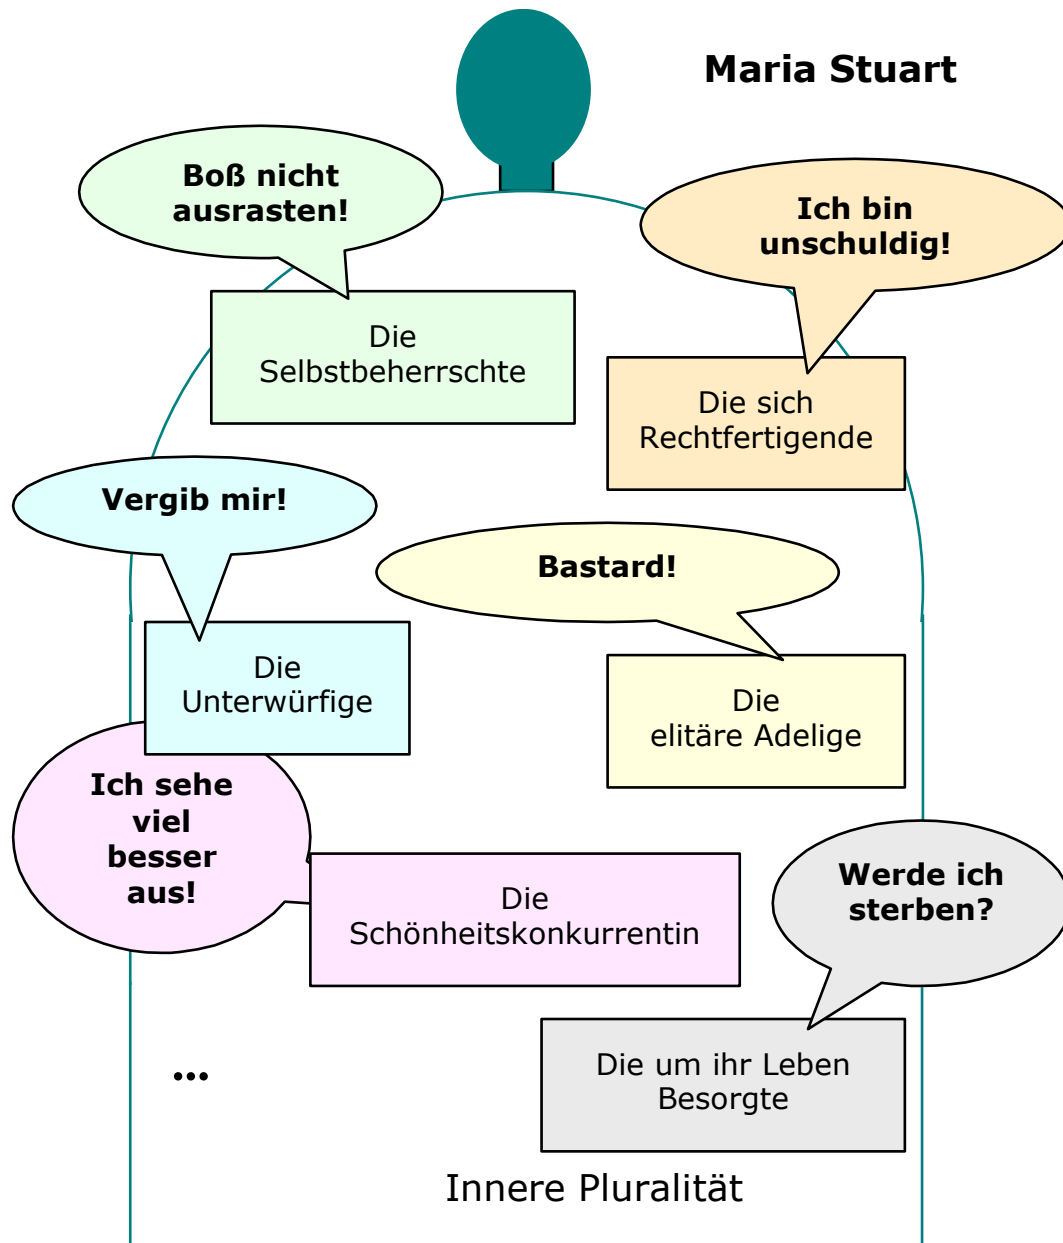 Maria Stuart
Boß nicht
ausrasten!
Ich bin
unschuldig!
Die
Selbstbeherrschte
Die sich
Rechtfertigende
Vergib mir!
Bastard!
Die
Unterwürfige
Die
elitäre Adelige
Ich sehe
viel
besser
aus!
Die
Schönheitskonkurrentin
Werde ich
sterben?
...
Die um ihr Leben
Besorgte
Innere Pluralität